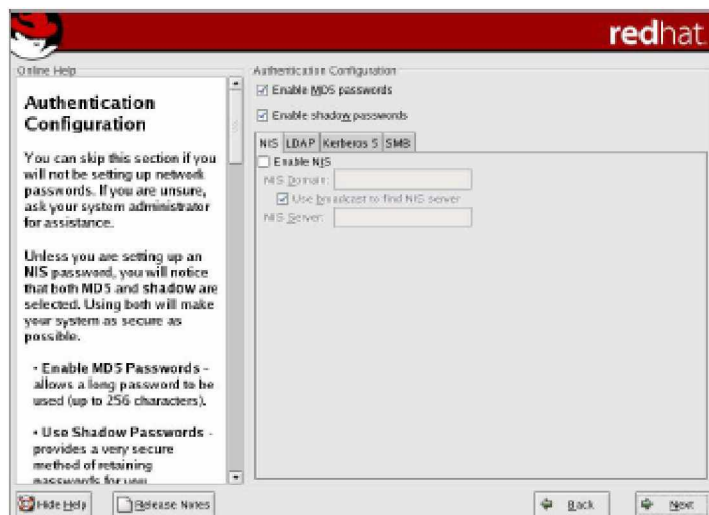 redhat.
Online Help
Authentication
Configuration
You can skip this section if you
will not be setting up network
passwords. If you are unsure,
ask your system administrator
for assistance.
Unless you are setting up an
NIS password, you will notice
that both MD5 and shadow are
selected. Using both will make
your system as secure as
possible.
• Enable MD5 Passwords -
allows a long password to be
used (up to 256 characters).
• Use Shadow Passwords -
provides a very secure
method of retaining
passwords for you
Authentication Configuration
Enable MD5 passwords
Enable shadow passwords
NIS LDAP Kerberos 5 SMB
Enable NIS
NIS Domain:
Use broadcast to find NIS server
NIS Server:
Hide Help
Release Notes
Back
Next